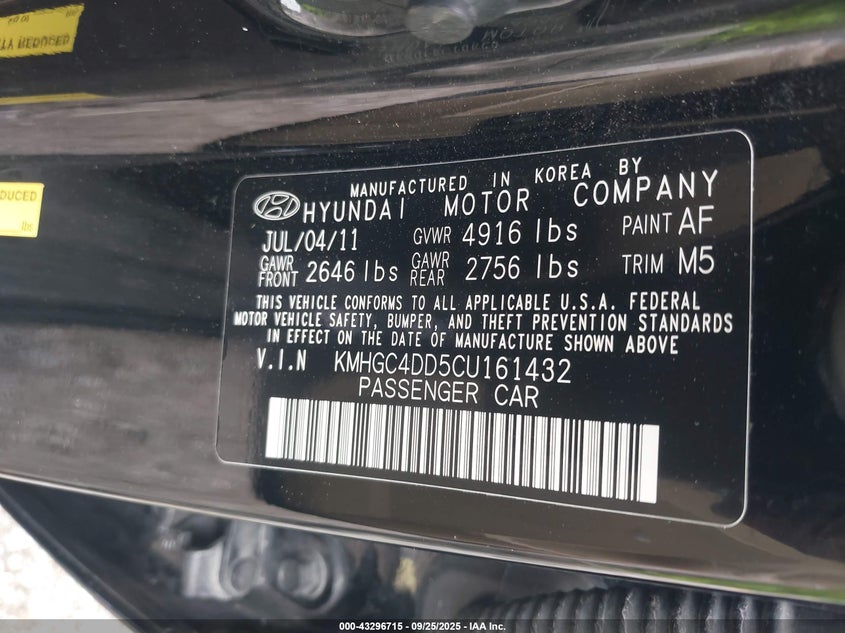 DUCED
lbs
MANUFACTURED IN KOREA BY
HYUNDAI MOTOR COMPANY
JUL/04/11 GVWR 4916 lbs PAINT AF
GAWR FRONT 2646 lbs GAWR REAR 2756 lbs TRIM M5
THIS VEHICLE CONFORMS TO ALL APPLICABLE U.S.A. FEDERAL
MOTOR VEHICLE SAFETY, BUMPER, AND THEFT PREVENTION STANDARDS
IN EFFECT ON THE DATE OF MANUFACTURE SHOWN ABOVE
V.I.N KMHGC4DD5CU161432
PASSENGER CAR
000-43296715 - 09/25/2025 - IAA Inc.